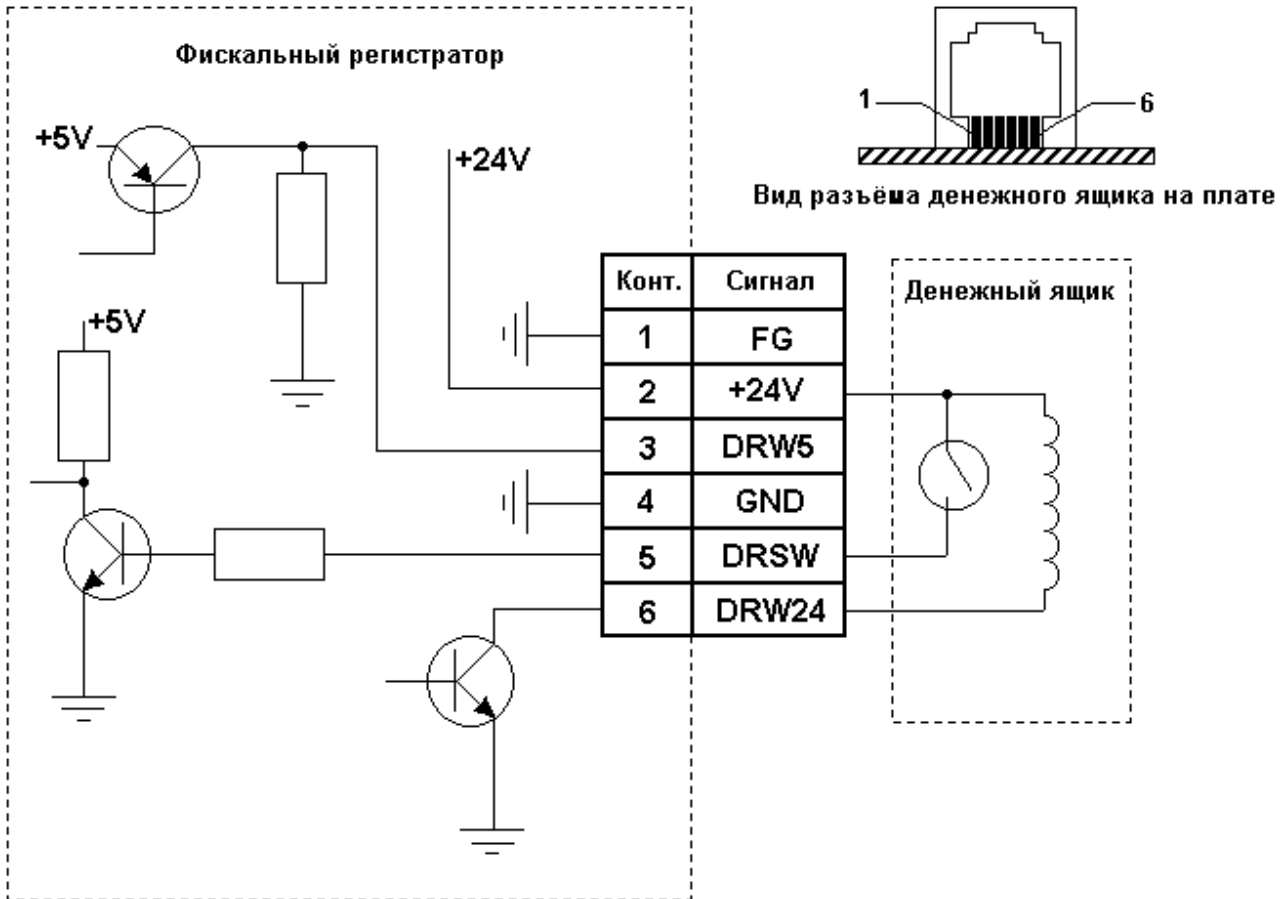 Фискальный регистратор
+5V
+24V
+5V
1
6
Вид разъёма денежного ящика на плате
Конт. Сигнал
1 FG
2 +24V
3 DRW5
4 GND
5 DRSW
6 DRW24
Денежный ящик